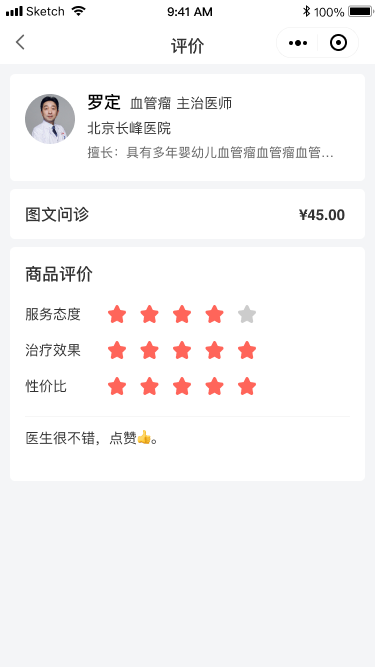 Sketch 9:41 AM 100%
评价
罗定 血管瘤 主治医师
北京长峰医院
擅长：具有多年婴幼儿血管瘤血管瘤血管...
图文问诊 ¥45.00
商品评价
服务态度
治疗效果
性价比
医生很不错，点赞👍。